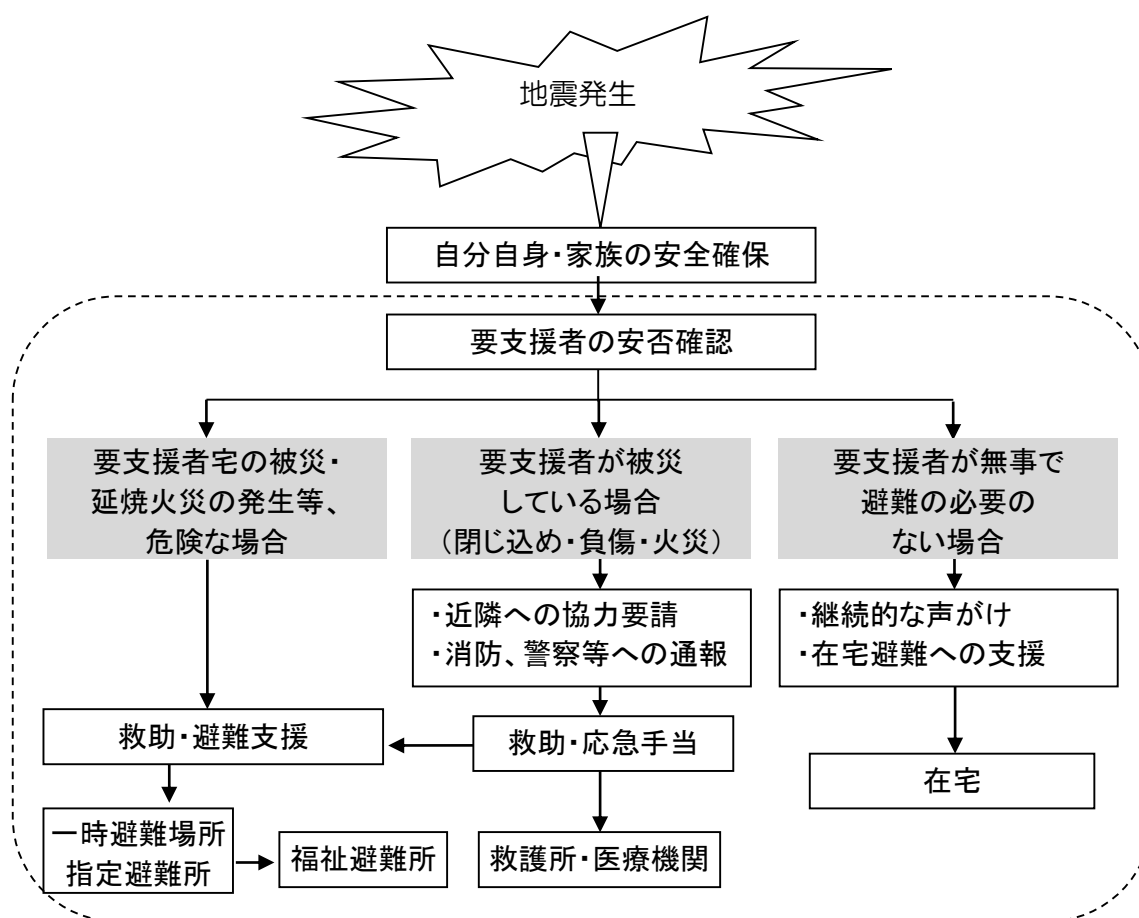 地震発生
自分自身・家族の安全確保
要支援者の安否確認
要支援者宅の被災・
延焼火災の発生等、
危険な場合
要支援者が被災
している場合
（閉じ込め・負傷・火災）
要支援者が無事で
避難の必要の
ない場合
・近隣への協力要請
・消防、警察等への通報
・継続的な声がけ
・在宅避難への支援
救助・避難支援
救助・応急手当
在宅
一時避難場所
指定避難所
福祉避難所
救護所・医療機関